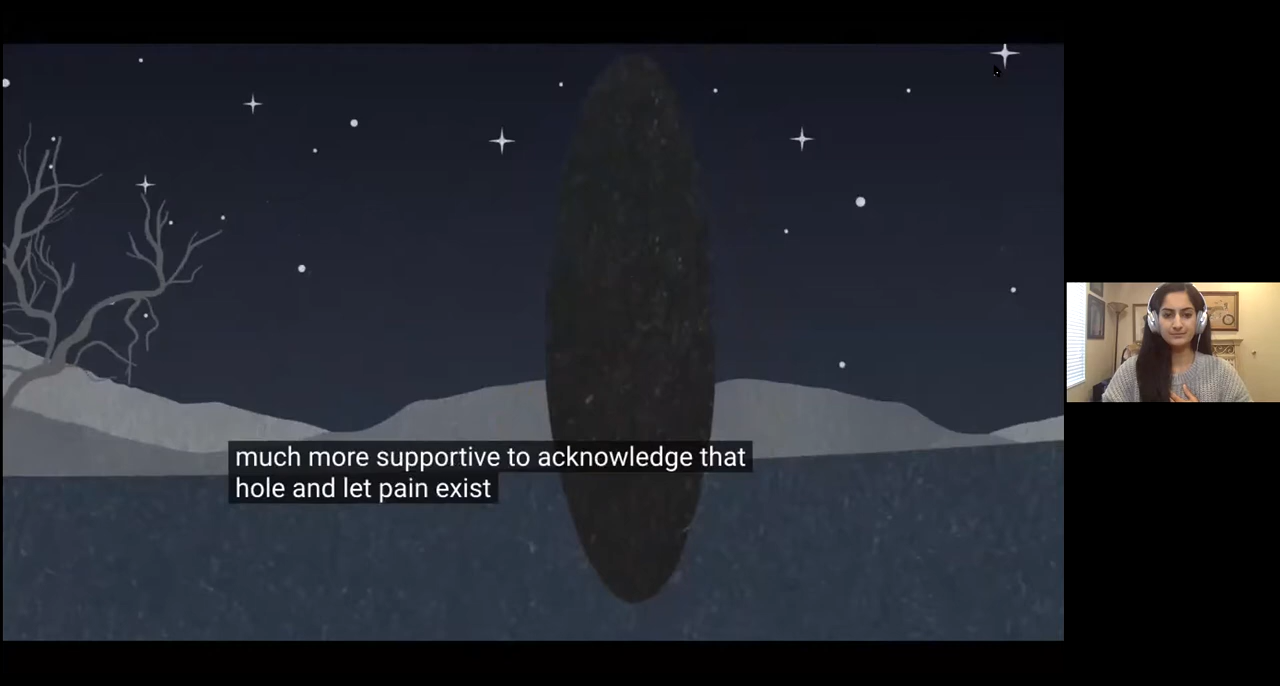 much more supportive to acknowledge that
hole and let pain exist